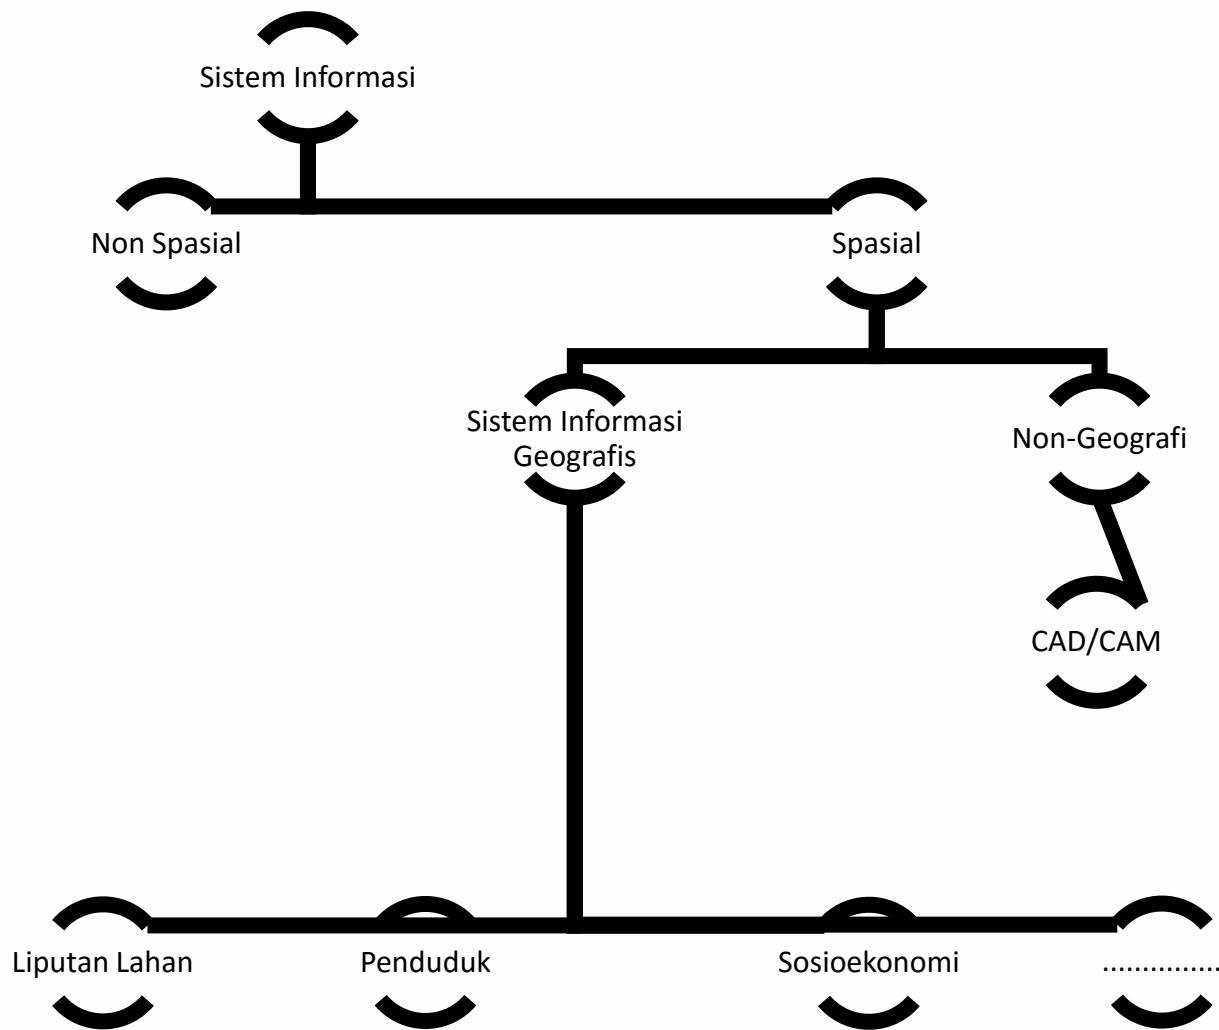 Sistem Informasi
Non Spasial
Spasial
Sistem Informasi
Geografis
Non-Geografi
CAD/CAM
Liputan Lahan
Penduduk
Sosioekonomi
...............